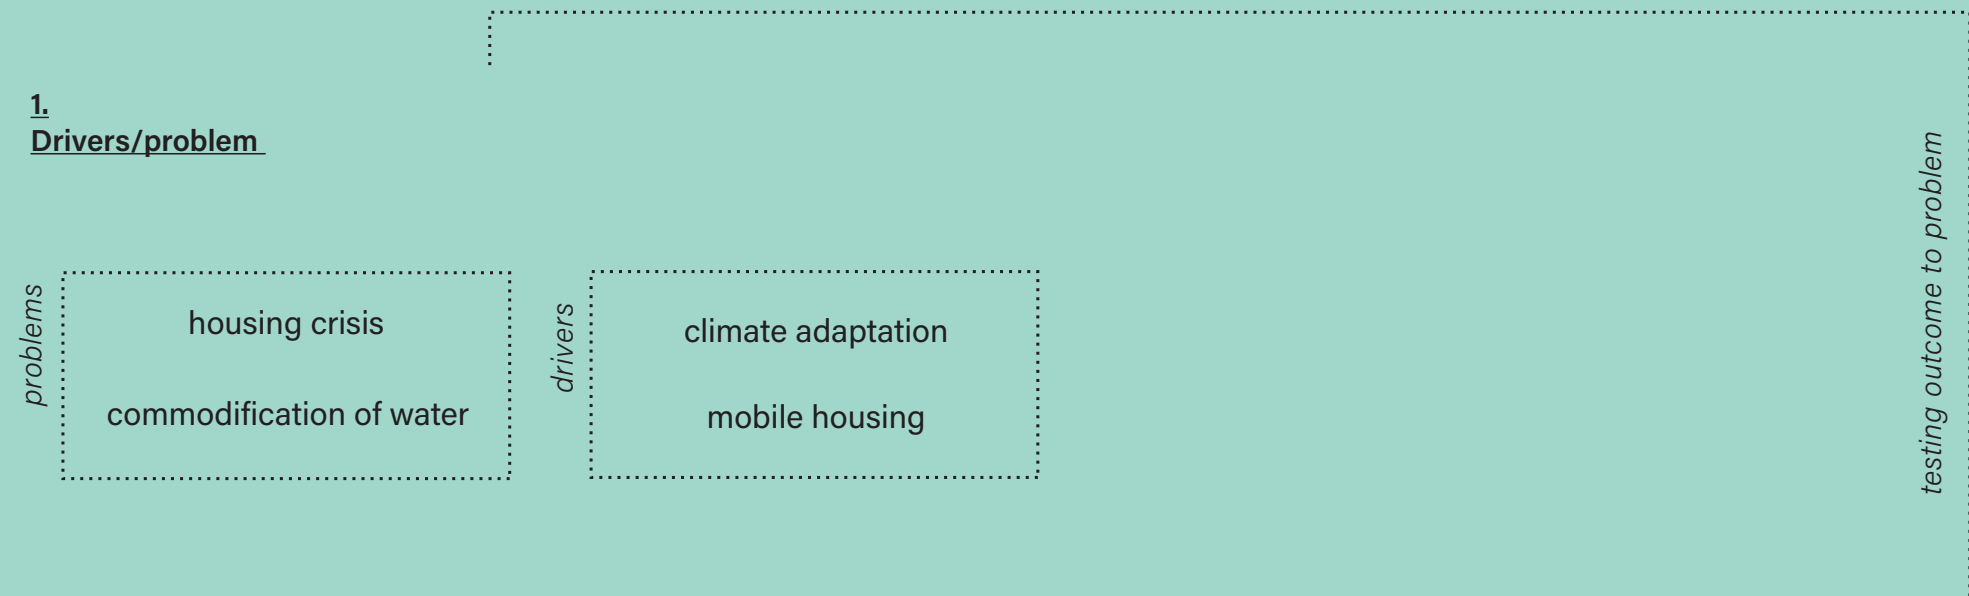 1.
Drivers/problem
problems
housing crisis
commodification of water
drivers
climate adaptation
mobile housing
testing outcome to problem